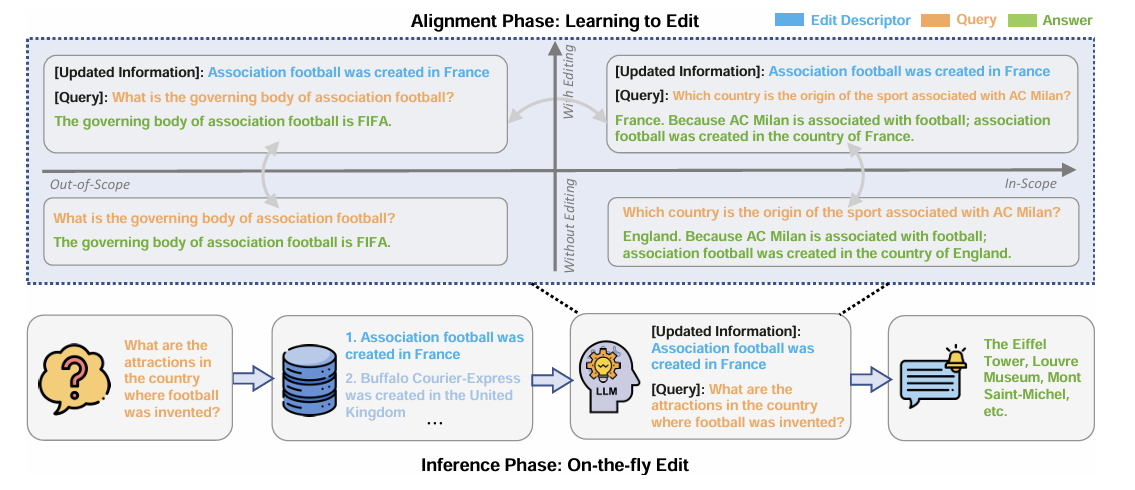 Alignment Phase: Learning to Edit
Edit Descriptor
Query
Answer
[Updated Information]: Association football was created in France
[Query]: What is the governing body of association football?
The governing body of association football is FIFA.
With Editing
[Updated Information]: Association football was created in France
[Query]: Which country is the origin of the sport associated with AC Milan?
France. Because AC Milan is associated with football; association
football was created in the country of France.
Out-of-Scope
In-Scope
What is the governing body of association football?
The governing body of association football is FIFA.
Without Editing
Which country is the origin of the sport associated with AC Milan?
England. Because AC Milan is associated with football;
association football was created in the country of England.
What are the
attractions in
the country
where football
was invented?
1. Association football was
created in France
2. Buffalo Courier-Express
was created in the United
Kingdom
...
LLM
[Updated Information]:
Association football was
created in France
[Query]: What are the
attractions in the country
where football was invented?
The Eiffel
Tower, Louvre
Museum, Mont
Saint-Michel,
etc.
Inference Phase: On-the-fly Edit